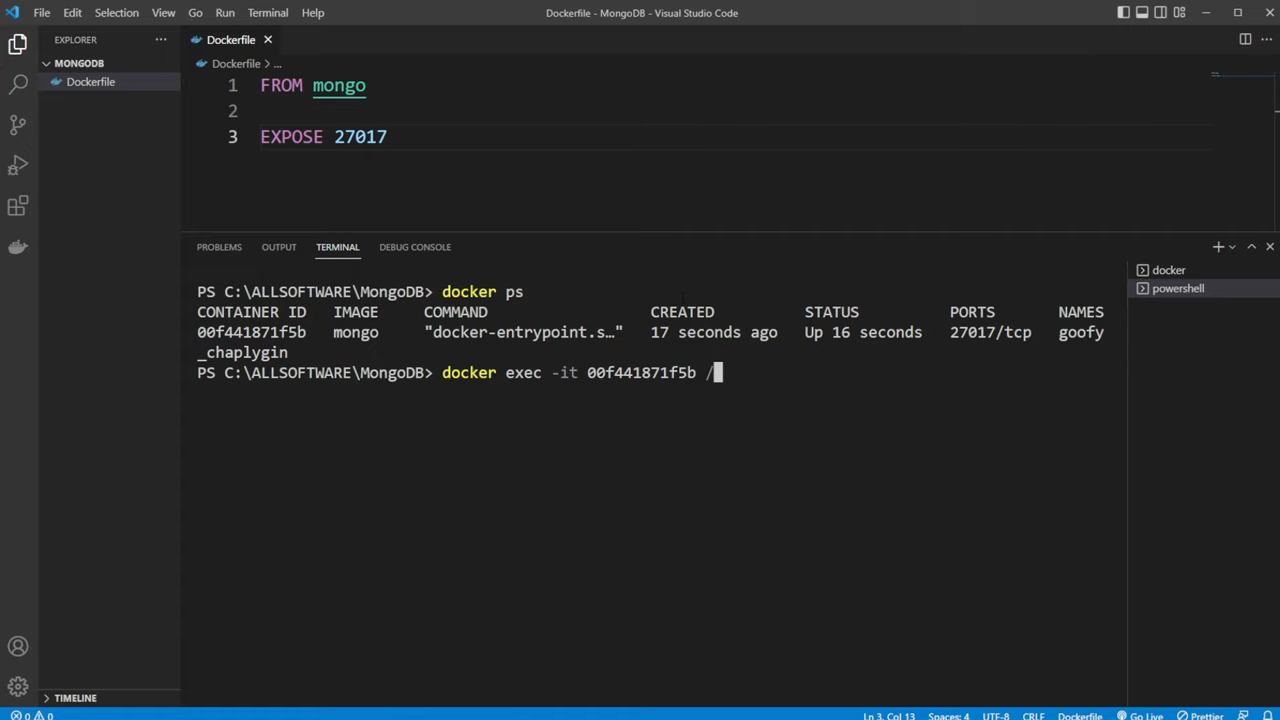 File Edit Selection View Go Run Terminal Help
Dockerfile - MongoDB - Visual Studio Code
EXPLORER
MONGODB
Dockerfile
TIMELINE
Dockerfile
Dockerfile > ...
1 FROM mongo
2
3 EXPOSE 27017
PROBLEMS OUTPUT TERMINAL DEBUG CONSOLE
PS C:\ALLSOFTWARE\MongoDB> docker ps
CONTAINER ID IMAGE COMMAND CREATED STATUS PORTS NAMES
00f441871f5b mongo "docker-entrypoint.s…" 17 seconds ago Up 16 seconds 27017/tcp goofy
_chaplygin
PS C:\ALLSOFTWARE\MongoDB> docker exec -it 00f441871f5b /
docker
powershell
0 0 Ln 3, Col 13 Spaces: 4 UTF-8 CRLF Dockerfile Go Live Prettier